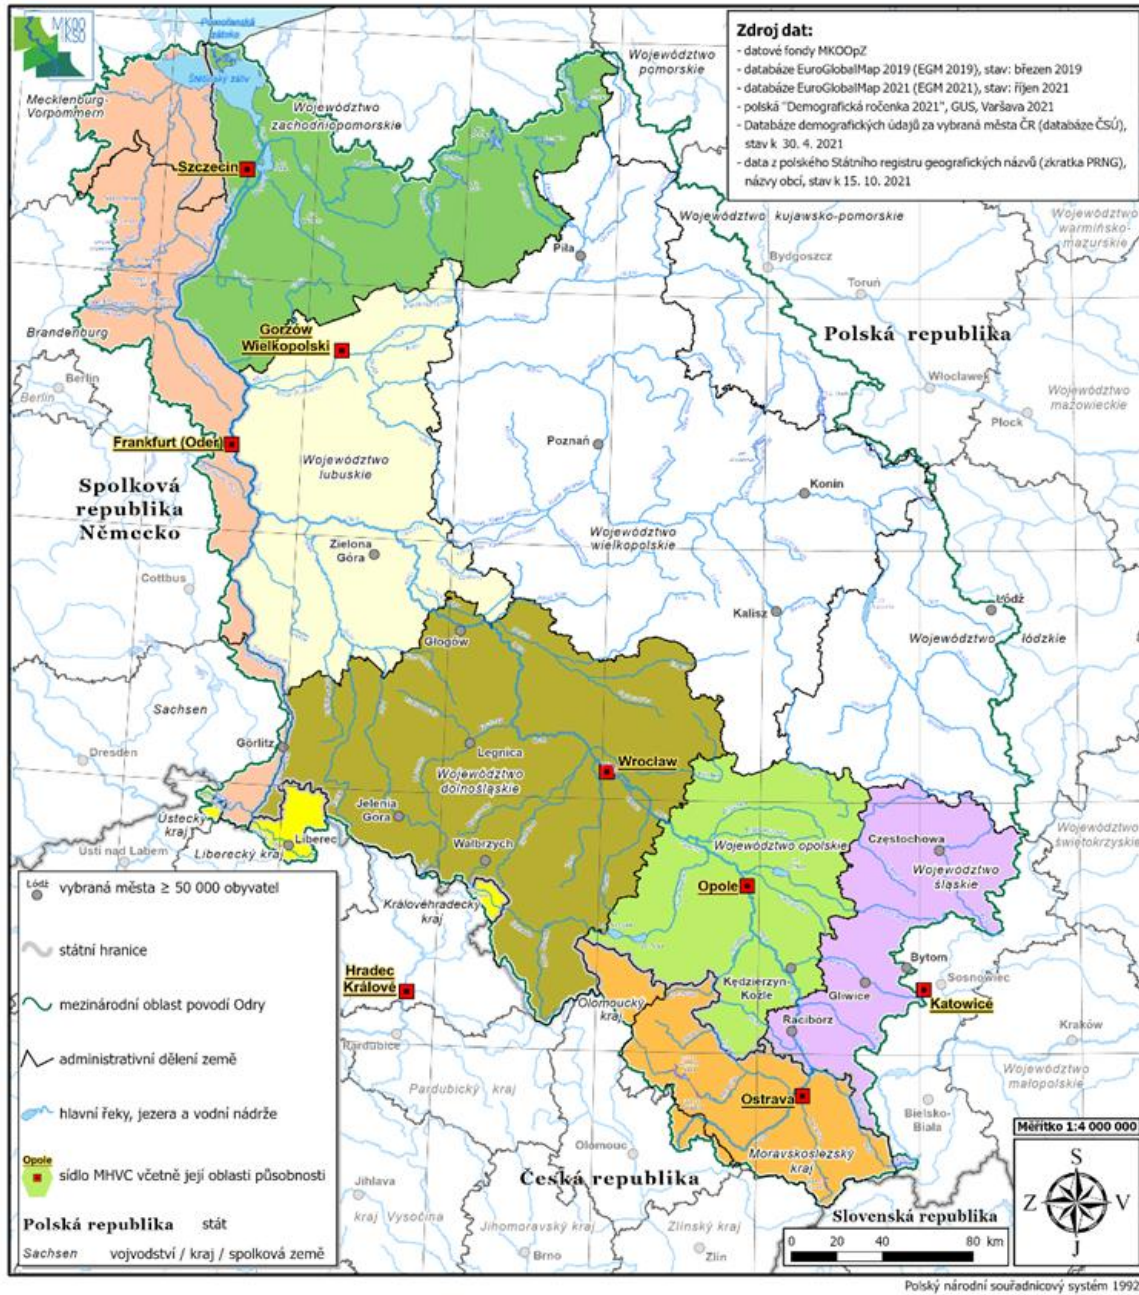 MKOO
IKSO
Pomořanská
zátoka
Štětínský záliv
Mecklenburg-
Vorpommern
Województwo
zachodniopomorskie
Województwo
pomorskie
Zdroj dat:
- datové fondy MKOOpZ
- databáze EuroGlobalMap 2019 (EGM 2019), stav: březen 2019
- databáze EuroGlobalMap 2021 (EGM 2021), stav: říjen 2021
- polská "Demografická ročenka 2021", GUS, Varšava 2021
- Databáze demografických údajů za vybraná města ČR (databáze ČSÚ),
stav k 30. 4. 2021
- data z polského Státního registru geografických názvů (zkratka PRNG),
názvy obcí, stav k 15. 10. 2021
Szczecin
Województwo kujawsko-pomorskie
Województwo
warmińsko-
mazurskie
Piła
Bydgoszcz
Toruń
Brandenburg
Gorzów
Wielkopolski
Polská republika
Berlin
Berlin
Włocławek
Województwo
mazowieckie
Płock
Frankfurt (Oder)
Poznań
Województwo
lubuskie
Spolková
republika
Německo
Konín
Województwo
wielkopolskie
Zielona
Góra
Cottbus
Kalisz
Łódź
Głogów
Województwo łódzkie
Sachsen
Görlitz
Dresden
Legnica
Wrocław
Województwo
dolnośląskie
Jelenia
Góra
Ústecký
kraj
Liberec
Liberecký kraj
Ústí nad Labem
Wałbrzych
Województwo opolskie
Częstochowa
Województwo
śląskie
Województwo
świętokrzyskie
Opole
Královéhradecký
kraj
Hradec
Králové
Pardubice
Olomoucký
kraj
Kędzierzyn-
Koźle
Gliwice
Bytom
Sosnowiec
Katowice
Racibórz
Kraków
Województwo
małopolskie
Pardubický kraj
Ostrava
Bielsko-
Biała
Olomouc
Moravskoslezský
kraj
Česká republika
Jihlava
kraj Vysočina
Jihomoravský kraj
Brno
Zlínský kraj
Zlín
Slovenská republika
Łódź vybraná města ≥ 50 000 obyvatel
státní hranice
mezinárodní oblast povodí Odry
administrativní dělení země
hlavní řeky, jezera a vodní nádrže
Opole
sídlo MHVC včetně její oblasti působnosti
Polská republika stát
Sachsen vojvodství / kraj / spolková země
Měřítko 1:4 000 000
S
Z V
J
0 20 40 80 km
Polský národní souřadnicový systém 1992